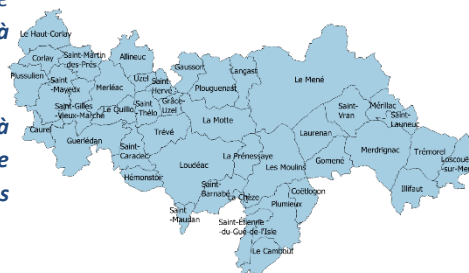 e
à
à
e
s
Le Haut-Corlay
Corlay
Saint-Martin
des-Prés
Allineuc
Plussulien
Saint
-Mayeux
Merléac
Uzel
Saint-
Hervé
Gausson
Langast
Plouguenast
Le Mené
Saint-Gilles
-Vieux-Marché
Le Quillio
Saint
-Thélo
Grâce-
Uzel
La Motte
Saint-
Vran
Mérillac
Saint-
Launeuc
Caurel
Guerlédan
Trévé
Laurenan
Saint-
Caradec
Hémonstoir
Loudéac
La Prénessaye
Les Moulins
Gomené
Merdrignac
Trémorel
Loscouët
-sur-Meu
Saint-
Barnabé
La Chèze
Coëtlogon
Plumieux
Illifaut
Saint
-Maudan
Saint-Étienne
-du-Gué-de-l'Isle
Le Cambout